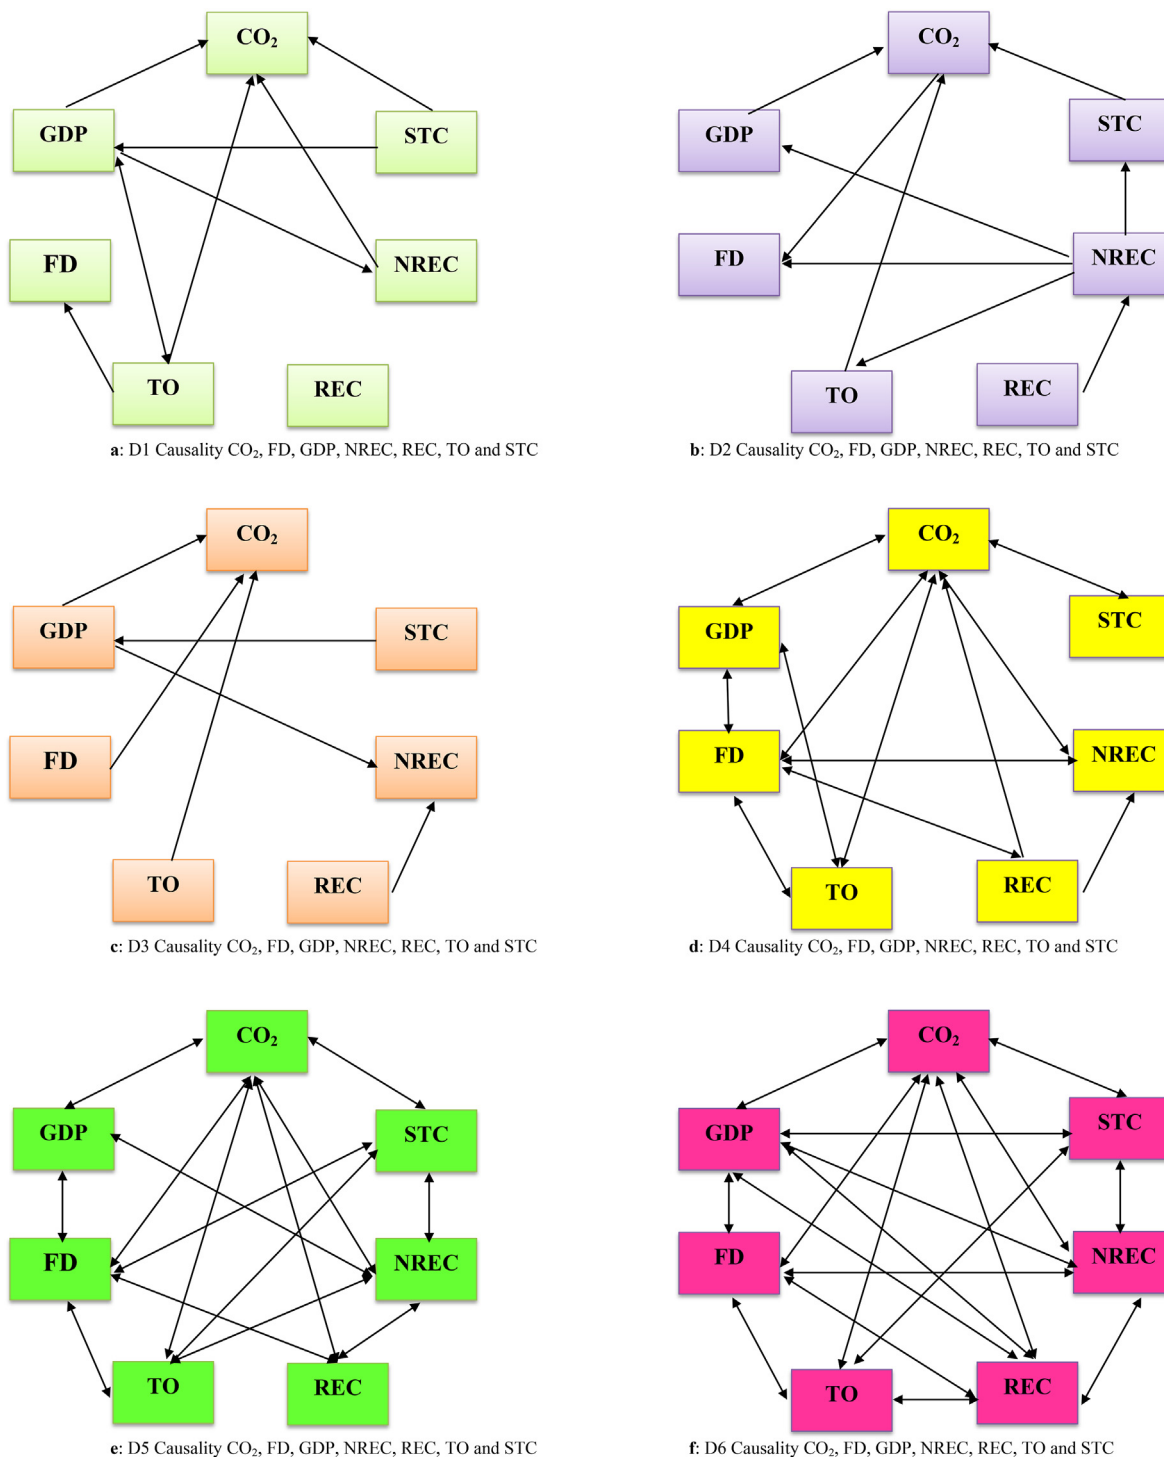 CO₂
GDP
STC
FD
NREC
TO
REC
a: D1 Causality CO₂, FD, GDP, NREC, REC, TO and STC
CO₂
GDP
STC
FD
NREC
TO
REC
b: D2 Causality CO₂, FD, GDP, NREC, REC, TO and STC
CO₂
GDP
STC
FD
NREC
TO
REC
c: D3 Causality CO₂, FD, GDP, NREC, REC, TO and STC
CO₂
GDP
STC
FD
NREC
TO
REC
d: D4 Causality CO₂, FD, GDP, NREC, REC, TO and STC
CO₂
GDP
STC
FD
NREC
TO
REC
e: D5 Causality CO₂, FD, GDP, NREC, REC, TO and STC
CO₂
GDP
STC
FD
NREC
TO
REC
f: D6 Causality CO₂, FD, GDP, NREC, REC, TO and STC